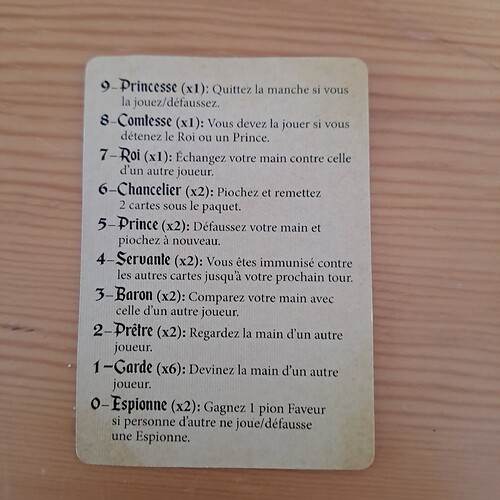 9–Princesse (x1): Quittez la manche si vous
la jouez/défaussez.
8–Comtesse (x1): Vous devez la jouer si vous
détenez le Roi ou un Prince.
7–Roi (x1): Échangez votre main contre celle
d'un autre joueur.
6–Chancelier (x2): Piochez et remettez
2 cartes sous le paquet.
5–Prince (x2): Défaussez votre main et
piochez à nouveau.
4–Servante (x2): Vous êtes immunisé contre
les autres cartes jusqu'à votre prochain tour.
3–Baron (x2): Comparez votre main avec
celle d'un autre joueur.
2–Prêtre (x2): Regardez la main d'un autre
joueur.
1–Garde (x6): Devinez la main d'un autre
joueur.
0–Espionne (x2): Gagnez 1 pion Faveur
si personne d'autre ne joue/défausse
une Espionne.